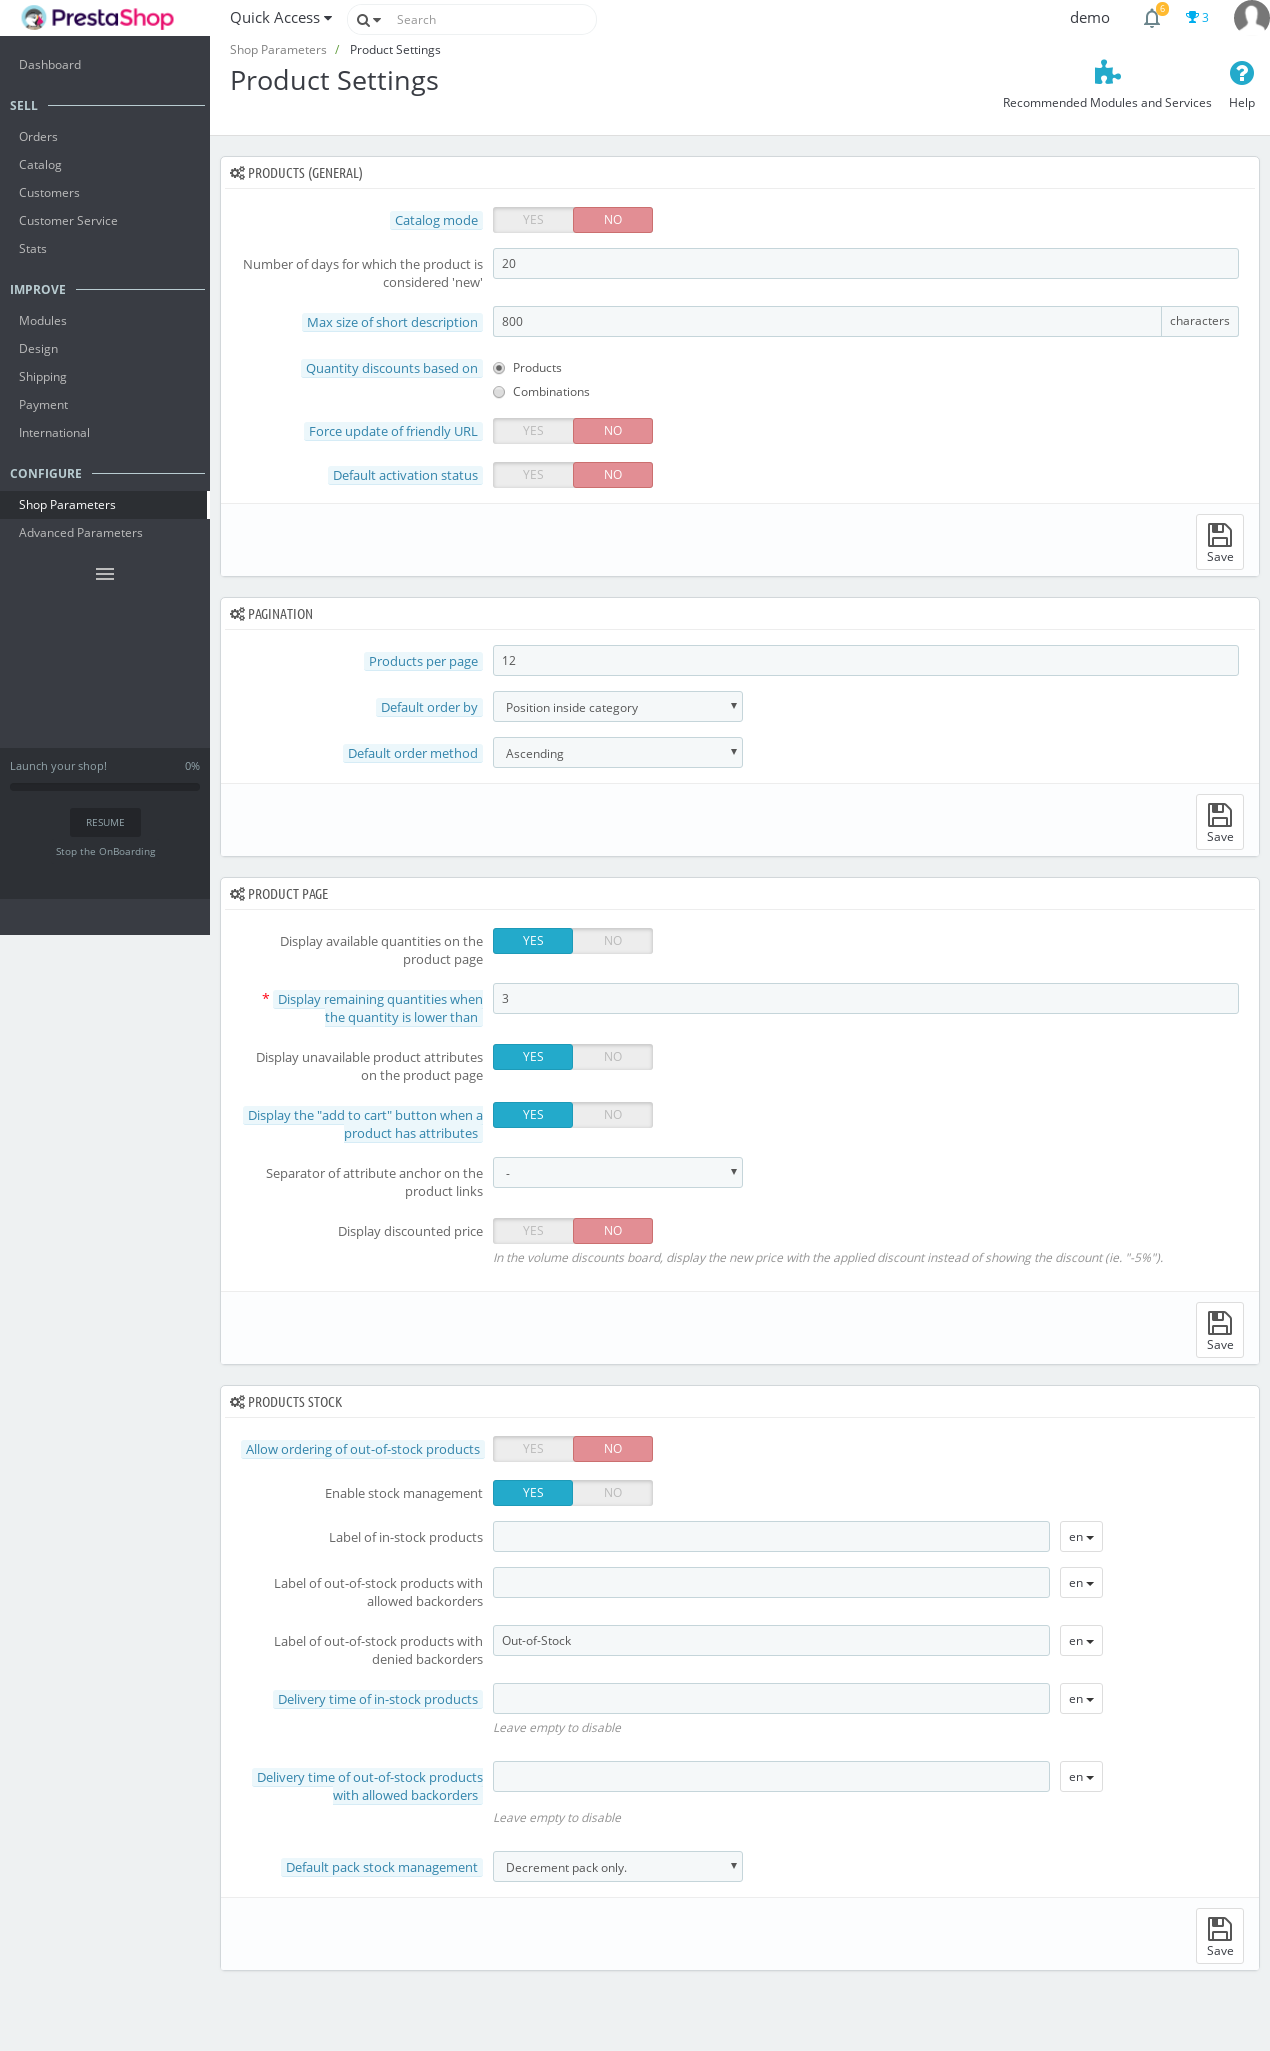 PrestaShop
Quick Access
Search
demo
6
3
Dashboard
SELL
Orders
Catalog
Customers
Customer Service
Stats
IMPROVE
Modules
Design
Shipping
Payment
International
CONFIGURE
Shop Parameters
Advanced Parameters
Launch your shop! 0%
RESUME
Stop the OnBoarding
Shop Parameters / Product Settings
Product Settings
Recommended Modules and Services
Help
PRODUCTS (GENERAL)
Catalog mode YES NO
Number of days for which the product is
considered 'new'
20
Max size of short description 800 characters
Quantity discounts based on Products
Combinations
Force update of friendly URL YES NO
Default activation status YES NO
Save
PAGINATION
Products per page 12
Default order by Position inside category
Default order method Ascending
Save
PRODUCT PAGE
Display available quantities on the
product page
YES NO
* Display remaining quantities when
the quantity is lower than
3
Display unavailable product attributes
on the product page
YES NO
Display the "add to cart" button when a
product has attributes
YES NO
Separator of attribute anchor on the
product links
-
Display discounted price YES NO
In the volume discounts board, display the new price with the applied discount instead of showing the discount (ie. "-5%").
Save
PRODUCTS STOCK
Allow ordering of out-of-stock products YES NO
Enable stock management YES NO
Label of in-stock products en
Label of out-of-stock products with
allowed backorders
en
Label of out-of-stock products with
denied backorders
Out-of-Stock en
Delivery time of in-stock products en
Leave empty to disable
Delivery time of out-of-stock products
with allowed backorders
en
Leave empty to disable
Default pack stock management Decrement pack only.
Save